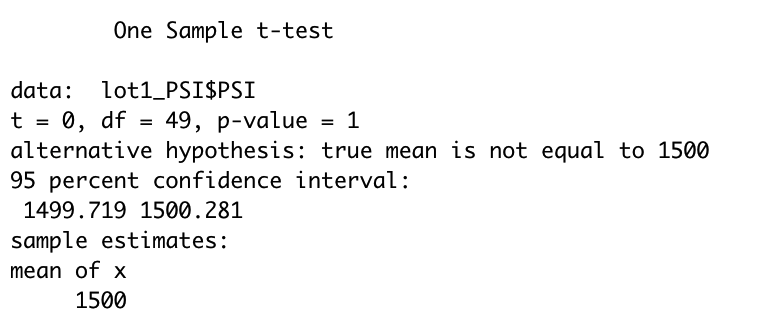 One Sample t-test
data:  lot1_PSI$PSI
t = 0, df = 49, p-value = 1
alternative hypothesis: true mean is not equal to 1500
95 percent confidence interval:
1499.719 1500.281
sample estimates:
mean of x
1500